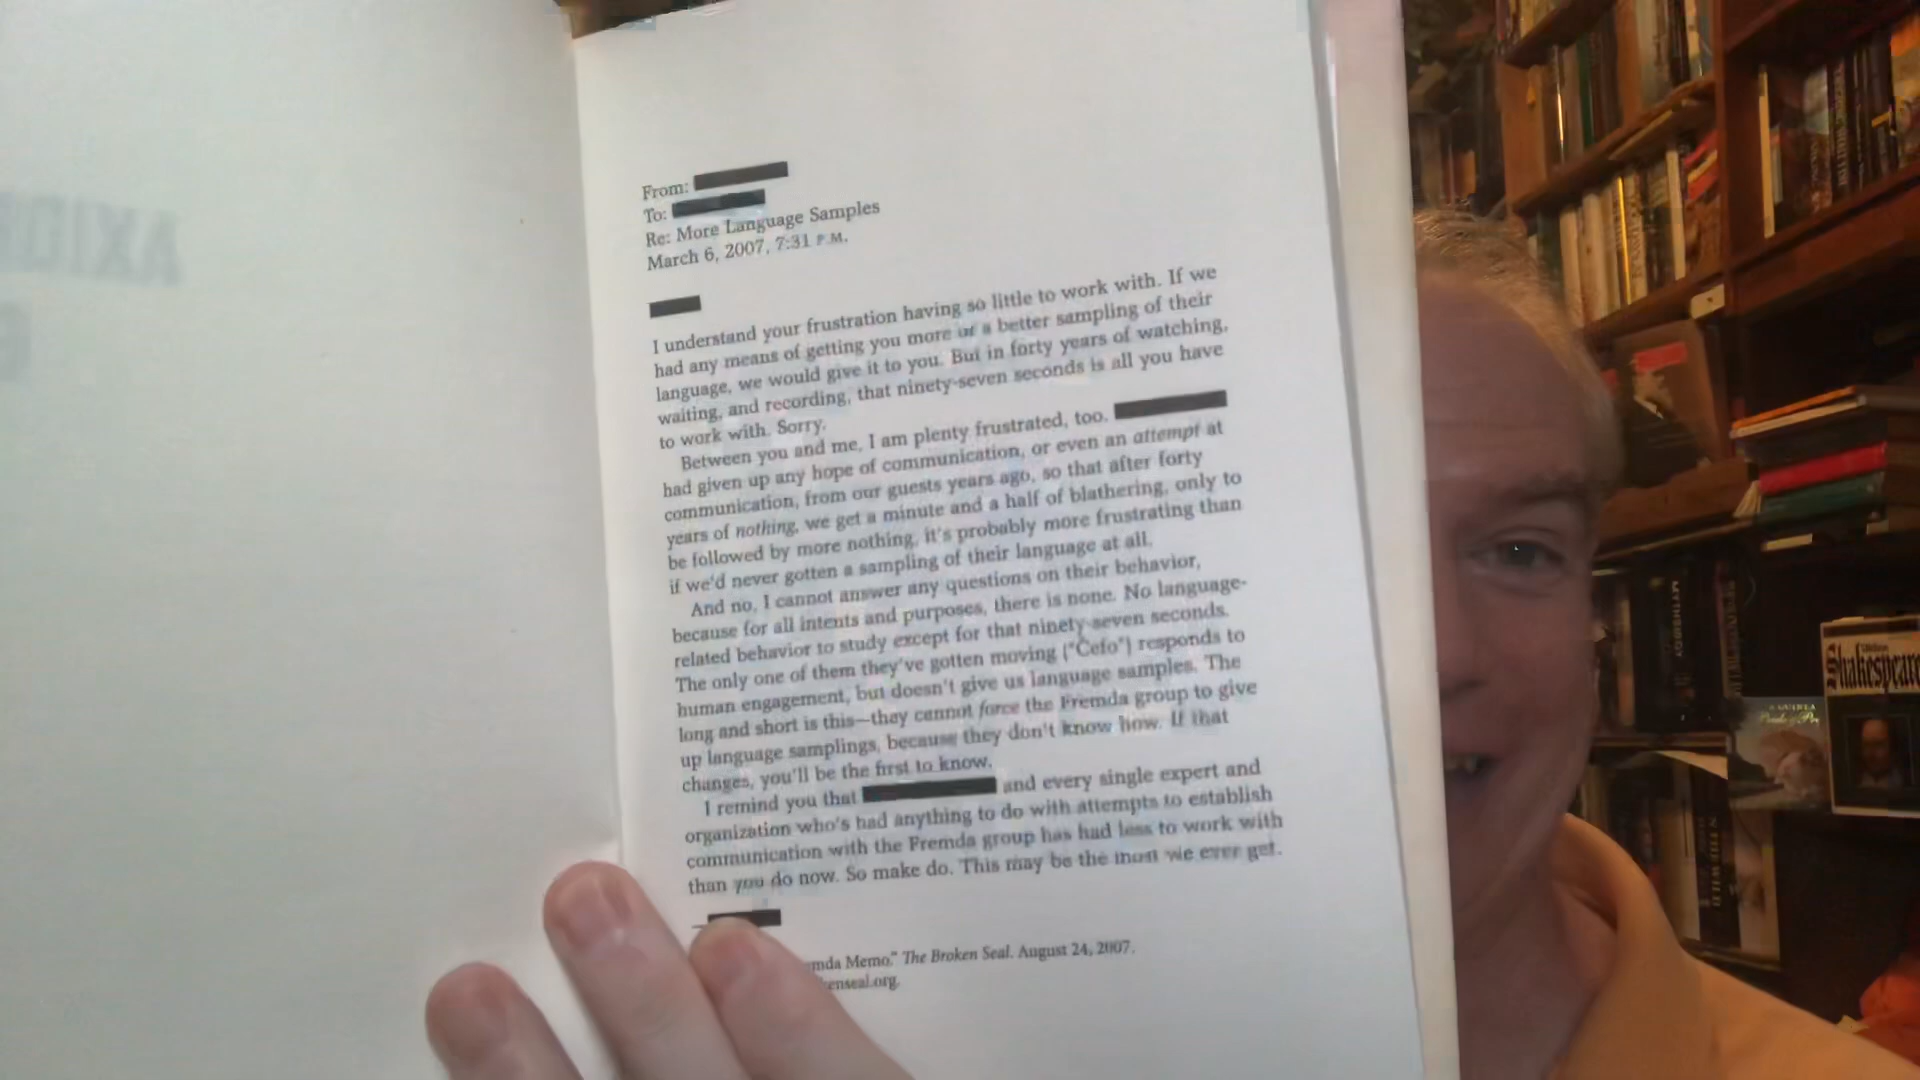 AXIO
From:
To:
Re: More Language Samples
March 6, 2007, 7:31 P.M.
I understand your frustration having so little to work with. If we
had any means of getting you more or a better sampling of their
language, we would give it to you. But in forty years of watching,
waiting, and recording, that ninety-seven seconds is all you have
to work with. Sorry.
Between you and me, I am plenty frustrated, too.
had given up any hope of communication, or even an attempt at
communication, from our guests years ago, so that after forty
years of nothing, we get a minute and a half of blathering, only to
be followed by more nothing, it's probably more frustrating than
if we'd never gotten a sampling of their language at all.
And no, I cannot answer any questions on their behavior,
because for all intents and purposes, there is none. No language-
related behavior to study except for that ninety-seven seconds.
The only one of them they've gotten moving ("Čefo") responds to
human engagement, but doesn't give us language samples. The
long and short is this—they cannot force the Fremda group to give
up language samplings, because they don't know how. If that
changes, you'll be the first to know.
I remind you that and every single expert and
organization who's had anything to do with attempts to establish
communication with the Fremda group has had less to work with
than you do now. So make do. This may be the most we ever get.
—
mda Memo," The Broken Seal. August 24, 2007.
enseal.org.
Shakespeare
MYTHOLOGY